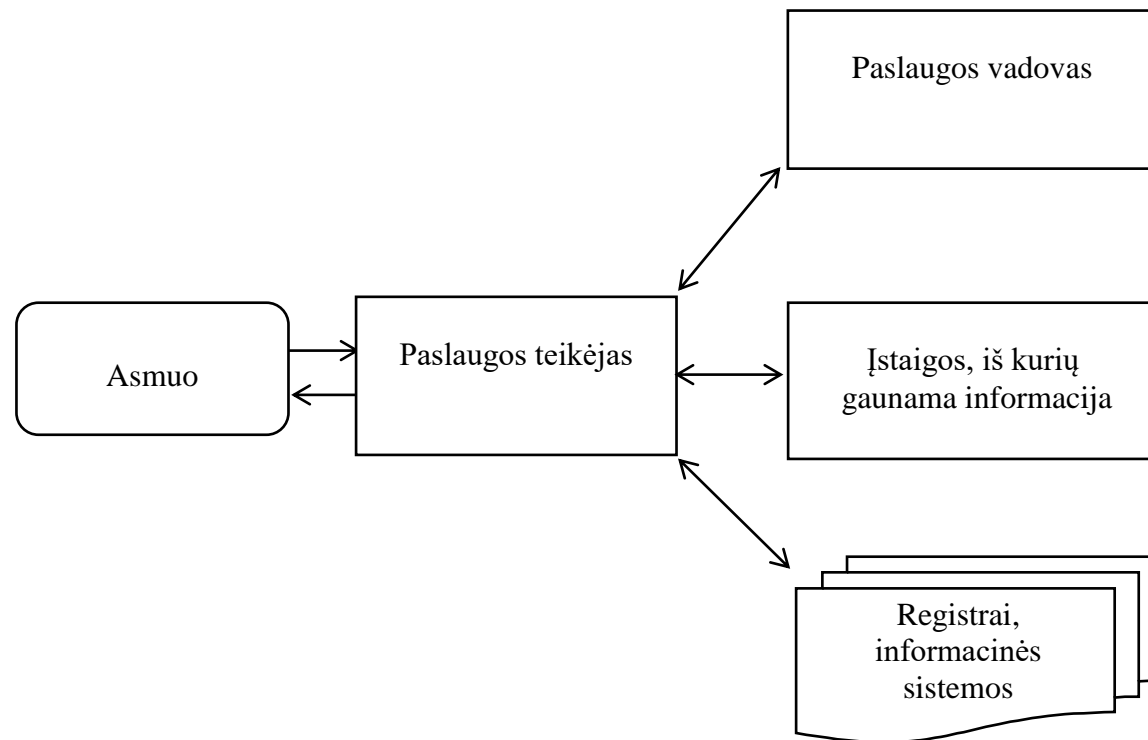 Paslaugos vadovas
Asmuo
Paslaugos teikėjas
Įstaigos, iš kurių
gaunama informacija
Registrai,
informacinės
sistemos